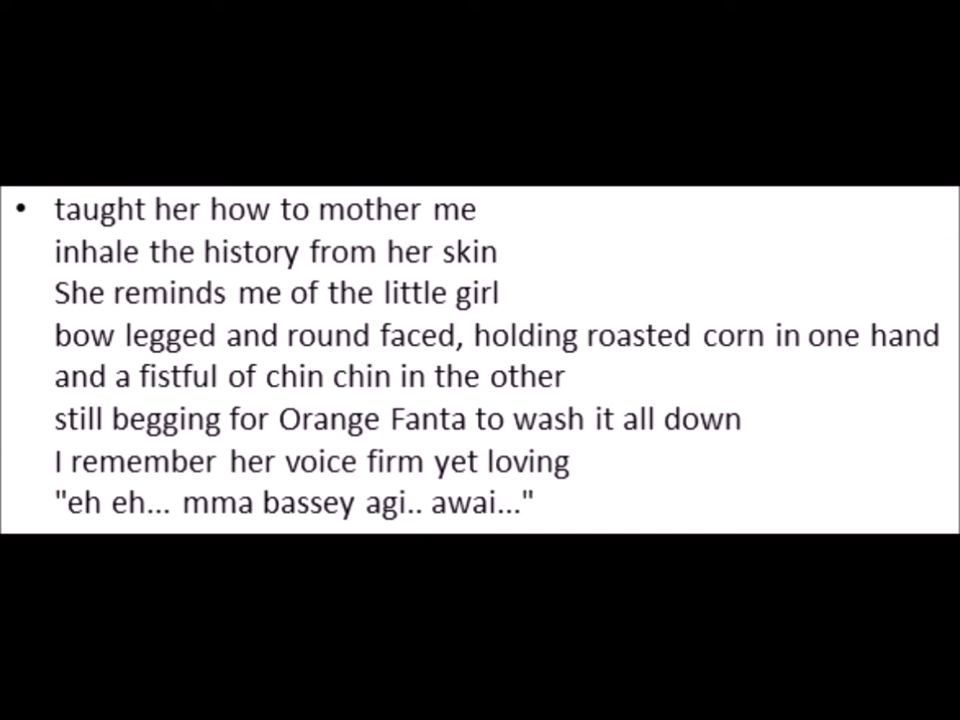 • taught her how to mother me
inhale the history from her skin
She reminds me of the little girl
bow legged and round faced, holding roasted corn in one hand
and a fistful of chin chin in the other
still begging for Orange Fanta to wash it all down
I remember her voice firm yet loving
"eh eh... mma bassey agi.. awai..."